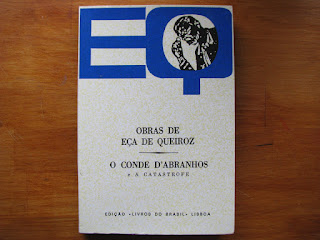 EQ
OBRAS DE
EÇA DE QUEIROZ
O CONDE D'ABRANHOS
e A CATÁSTROFE
EDIÇÃO «LIVROS DO BRASIL» LISBOA